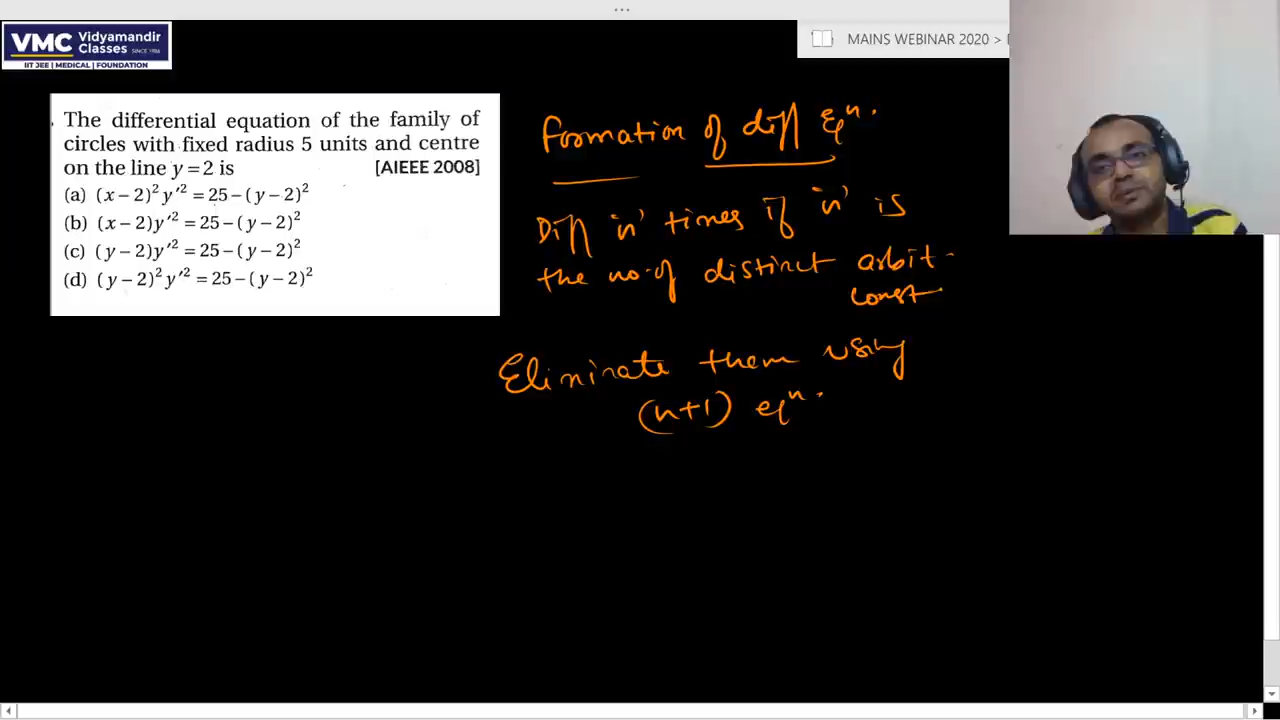 VMC Vidyamandir
Classes SINCE 1986
IIT JEE | MEDICAL | FOUNDATION
MAINS WEBINAR 2020 >
The differential equation of the family of
circles with fixed radius 5 units and centre
on the line y = 2 is [AIEEE 2008]
(a) (x – 2)² y′² = 25 – (y – 2)²
(b) (x – 2)y′² = 25 – (y – 2)²
(c) (y – 2)y′² = 25 – (y – 2)²
(d) (y – 2)² y′² = 25 – (y – 2)²
Formation of diff Eqⁿ.
Diff 'n' times if 'n' is
the no. of distinct arbit.
const
Eliminate them using
(n+1) eqⁿ.